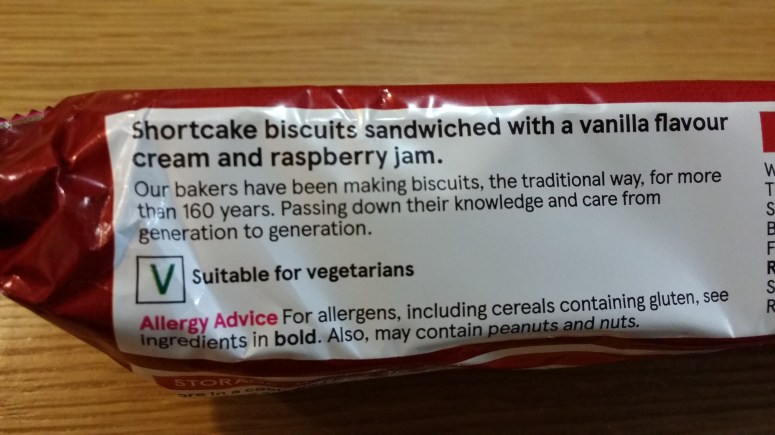 Shortcake biscuits sandwiched with a vanilla flavour
cream and raspberry jam.
Our bakers have been making biscuits, the traditional way, for more
than 160 years. Passing down their knowledge and care from
generation to generation.
V Suitable for vegetarians
Allergy Advice For allergens, including cereals containing gluten, see
ingredients in bold. Also, may contain peanuts and nuts.